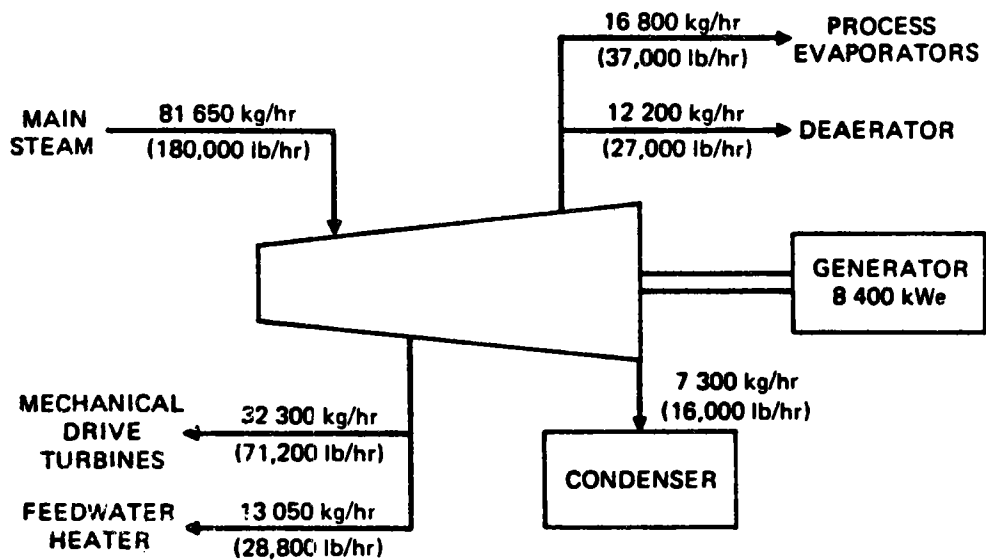 16 800 kg/hr
(37,000 lb/hr)
PROCESS
EVAPORATORS
MAIN
STEAM
81 650 kg/hr
(180,000 lb/hr)
12 200 kg/hr
(27,000 lb/hr)
DEAERATOR
GENERATOR
8 400 kWe
7 300 kg/hr
(16,000 lb/hr)
MECHANICAL
DRIVE
TURBINES
32 300 kg/hr
(71,200 lb/hr)
CONDENSER
FEEDWATER
HEATER
13 050 kg/hr
(28,800 lb/hr)